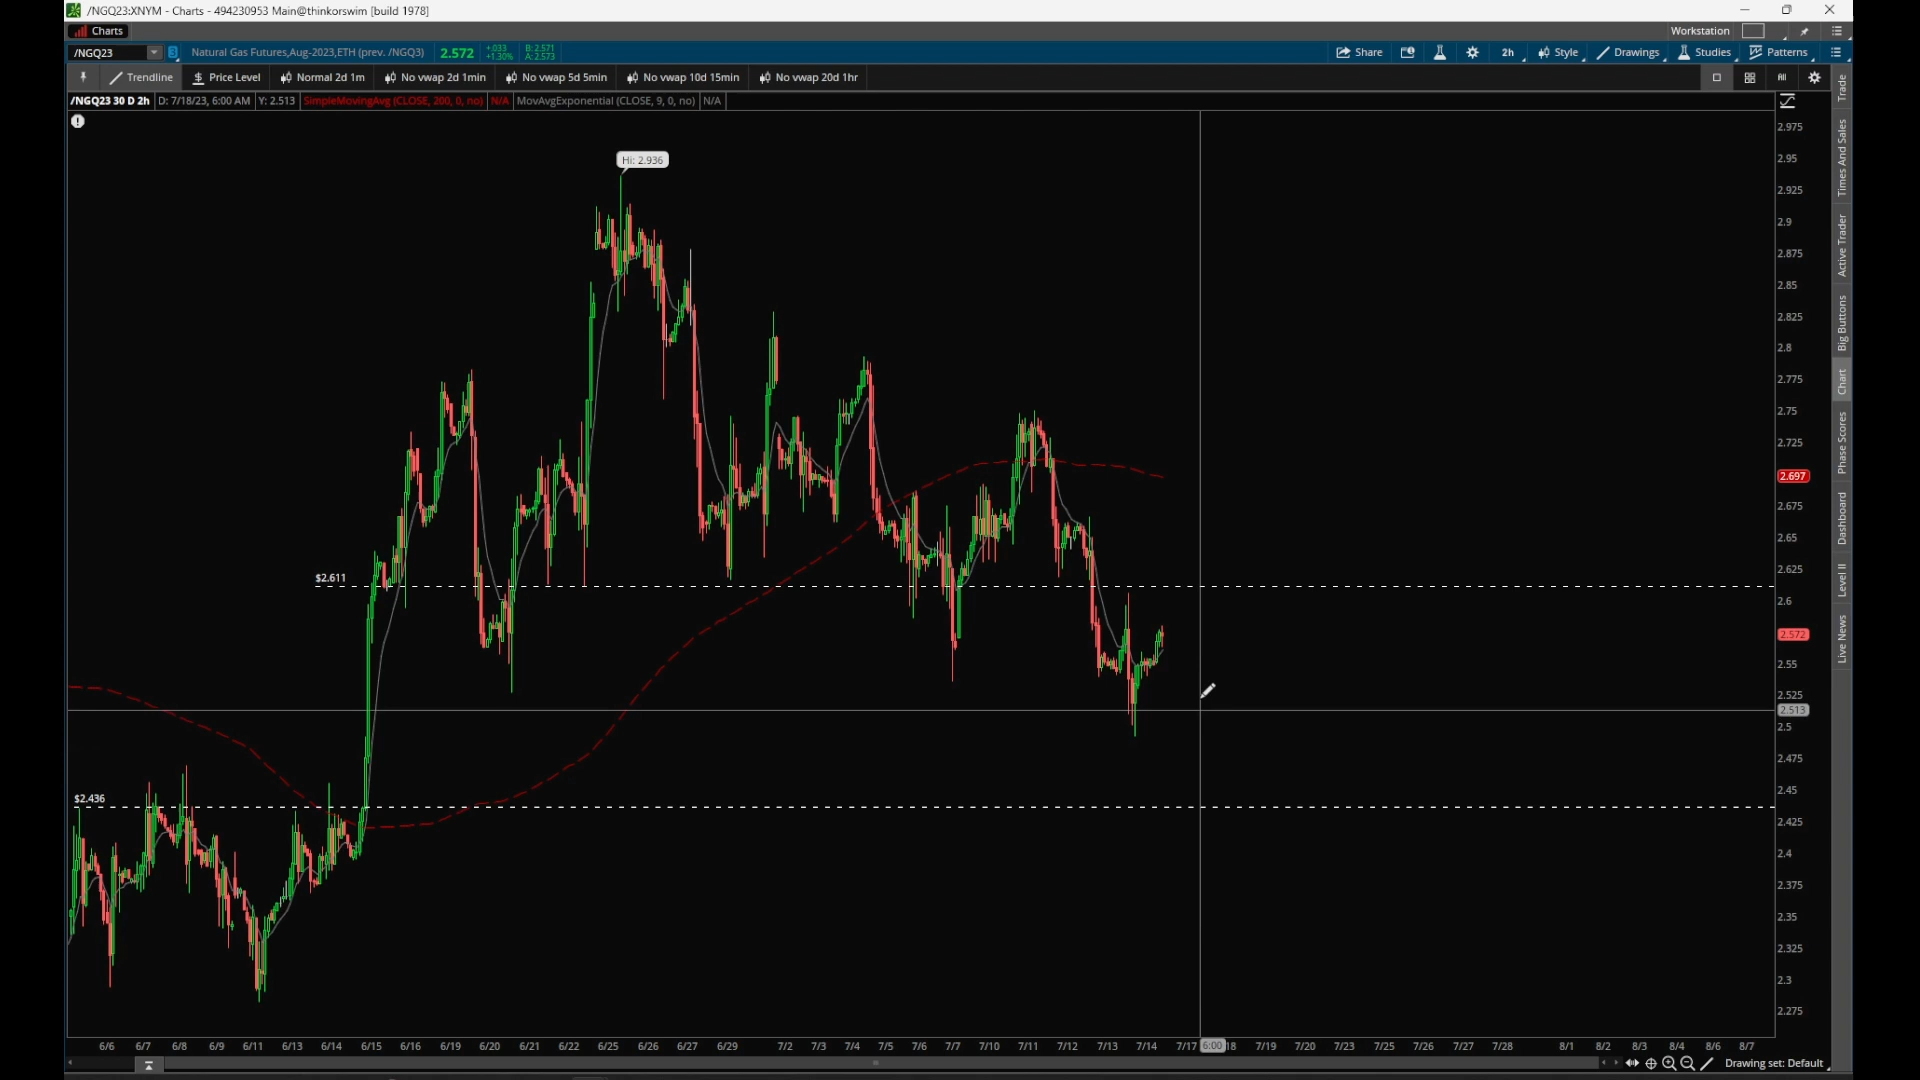 /NGQ23:XNYM - Charts - 494230953 Main@thinkorswim [build 1978]
Charts
Workstation
/NGQ23 3 Natural Gas Futures,Aug-2023,ETH (prev. /NGQ3) 2.572 +.033 +1.30% B: 2.571 A: 2.573
Share 2h Style Drawings Studies Patterns
Trendline $ Price Level Normal 2d 1m No vwap 2d 1min No vwap 5d 5min No vwap 10d 15min No vwap 20d 1hr
/NGQ23 30 D 2h D: 7/18/23, 6:00 AM Y: 2.513 SimpleMovingAvg (CLOSE, 200, 0, no) N/A MovAvgExponential (CLOSE, 9, 0, no) N/A
Hi: 2.936
$2.611
$2.436
2.975
2.95
2.925
2.9
2.875
2.85
2.825
2.8
2.775
2.75
2.725
2.697
2.675
2.65
2.625
2.6
2.572
2.55
2.525
2.513
2.5
2.475
2.45
2.425
2.4
2.375
2.35
2.325
2.3
2.275
Trade
Times And Sales
Active Trader
Big Buttons
Chart
Phase Scores
Dashboard
Level II
Live News
6/6 6/7 6/8 6/9 6/11 6/13 6/14 6/15 6/16 6/19 6/20 6/21 6/22 6/25 6/26 6/27 6/29 7/2 7/3 7/4 7/5 7/6 7/7 7/10 7/11 7/12 7/13 7/14 7/17 6:00 18 7/19 7/20 7/23 7/25 7/26 7/27 7/28 8/1 8/2 8/3 8/4 8/6 8/7
Drawing set: Default